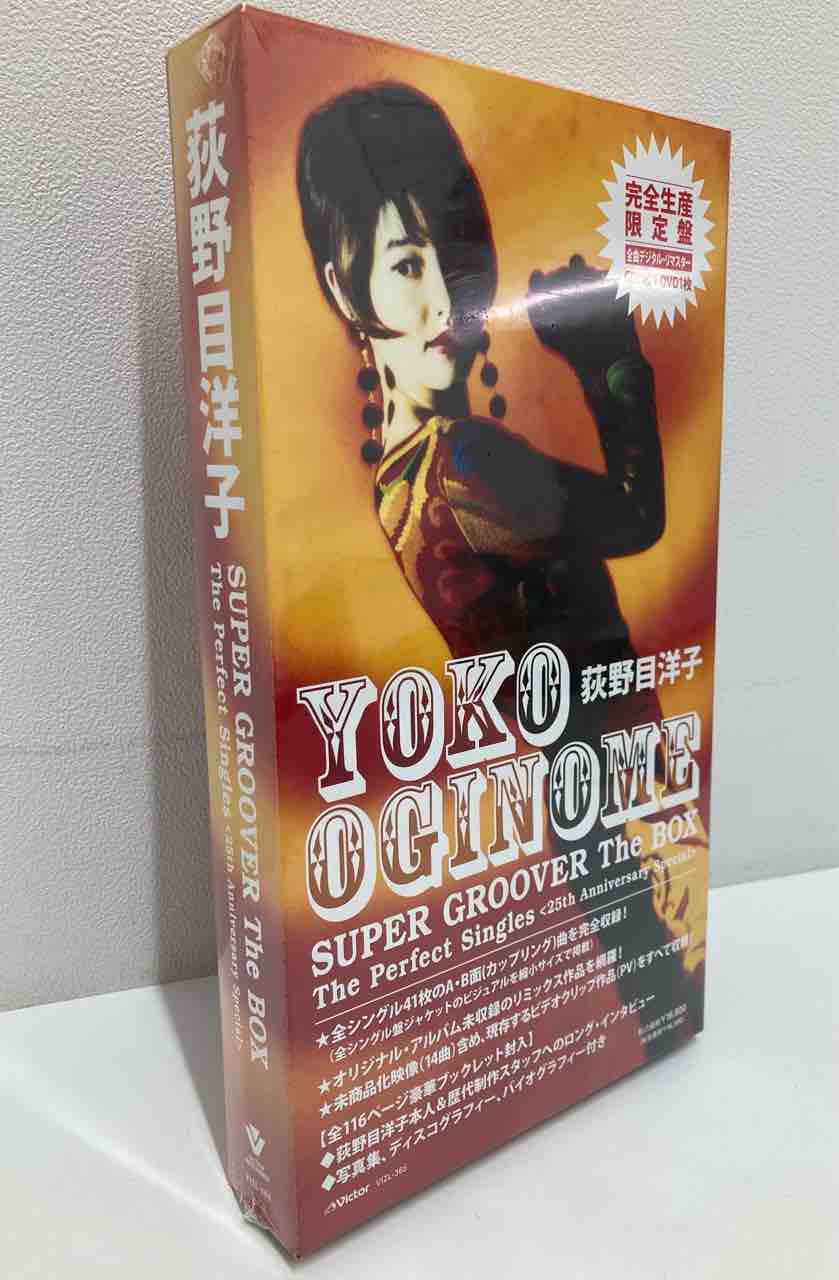 荻野目洋子
SUPER GROOVER The BOX
The Perfect Singles <25th Anniversary Special>
完全生産
限定盤
全曲デジタル・リマスター
DVD1枚
YOKO
荻野目洋子
OGINOME
SUPER GROOVER The BOX
The Perfect Singles <25th Anniversary Special>
★全シングル41枚のA・B面(カップリング)曲を完全収録!
(全シングル盤ジャケットのビジュアルを縮小サイズで掲載)
★オリジナル・アルバム未収録のリミックス作品を網羅!
★未商品化映像(14曲)含め、現存するビデオクリップ作品(PV)をすべて収録!
【全116ページ豪華ブックレット封入】
◆荻野目洋子本人&歴代制作スタッフへのロング・インタビュー
◆写真集、ディスコグラフィー、バイオグラフィー付き
Victor VIZL-365